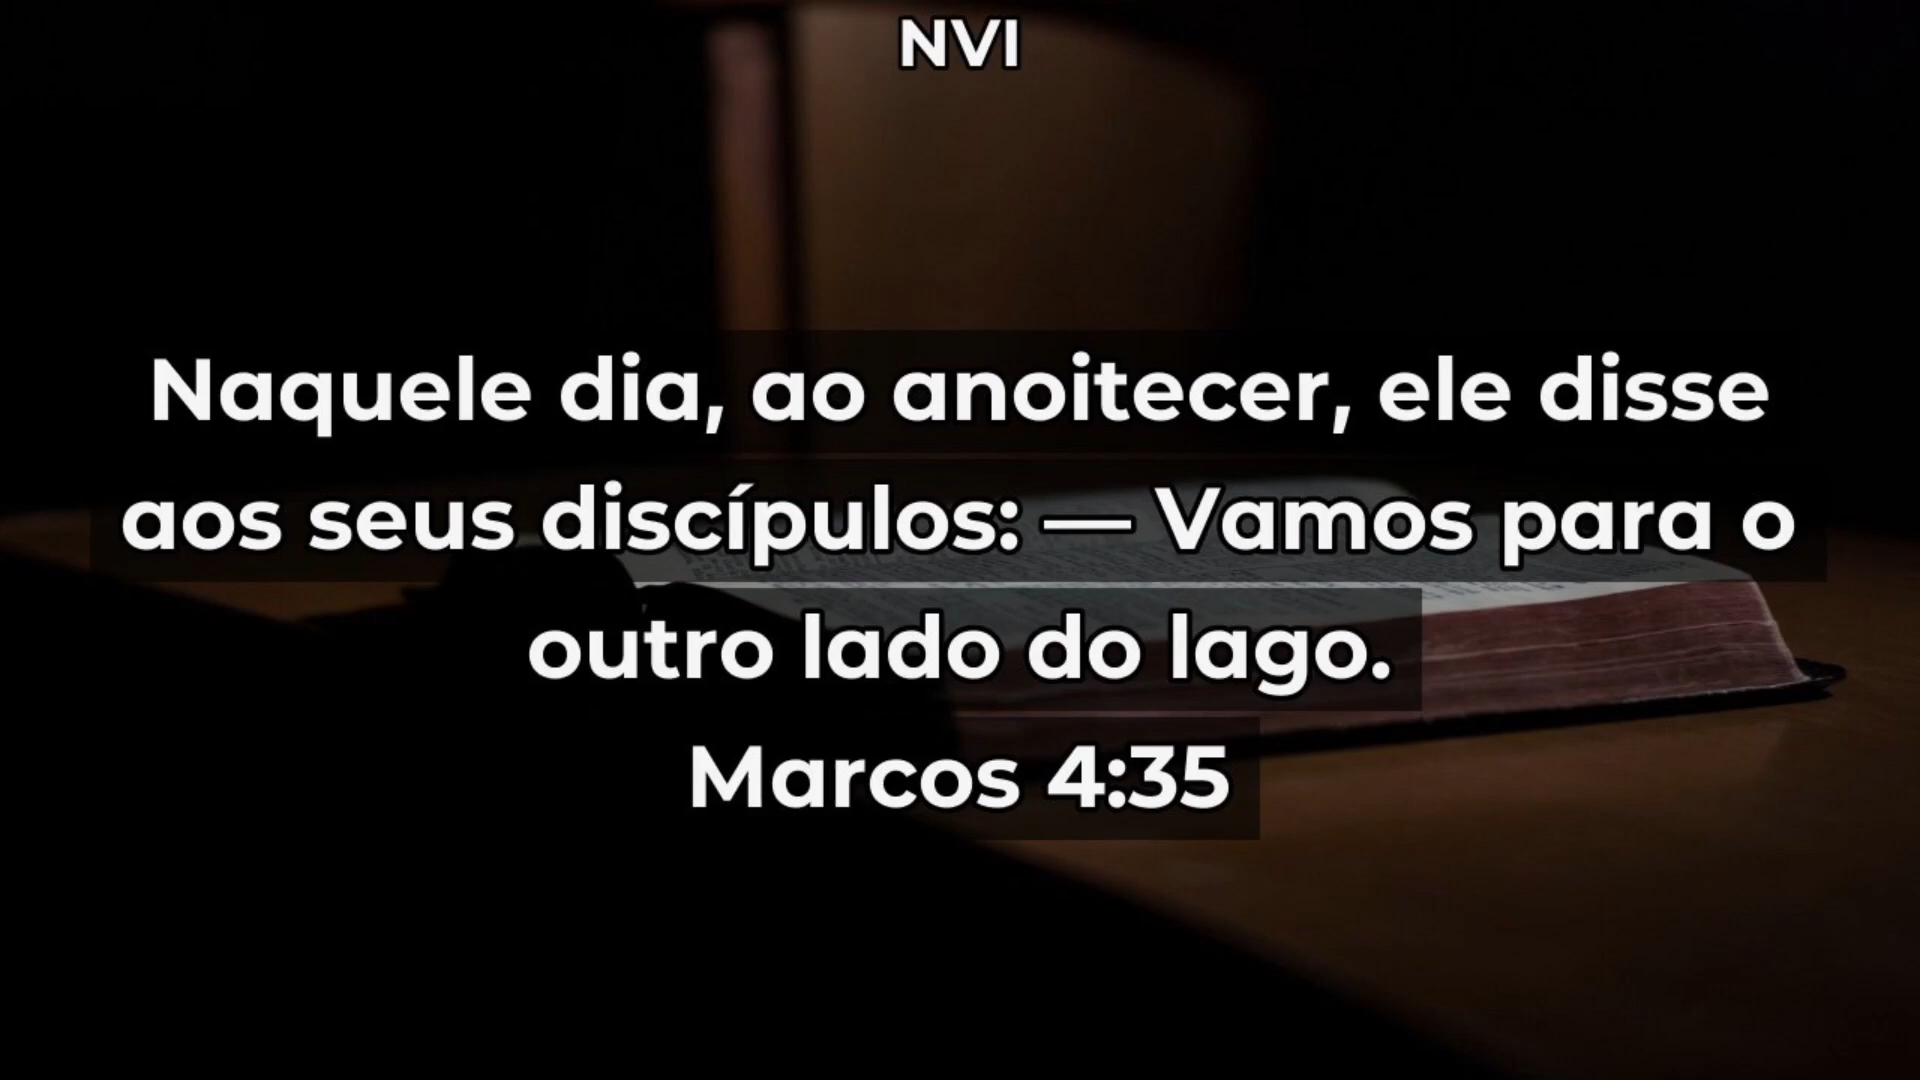 NVI
Naquele dia, ao anoitecer, ele disse
aos seus discípulos: — Vamos para o
outro lado do lago.
Marcos 4:35